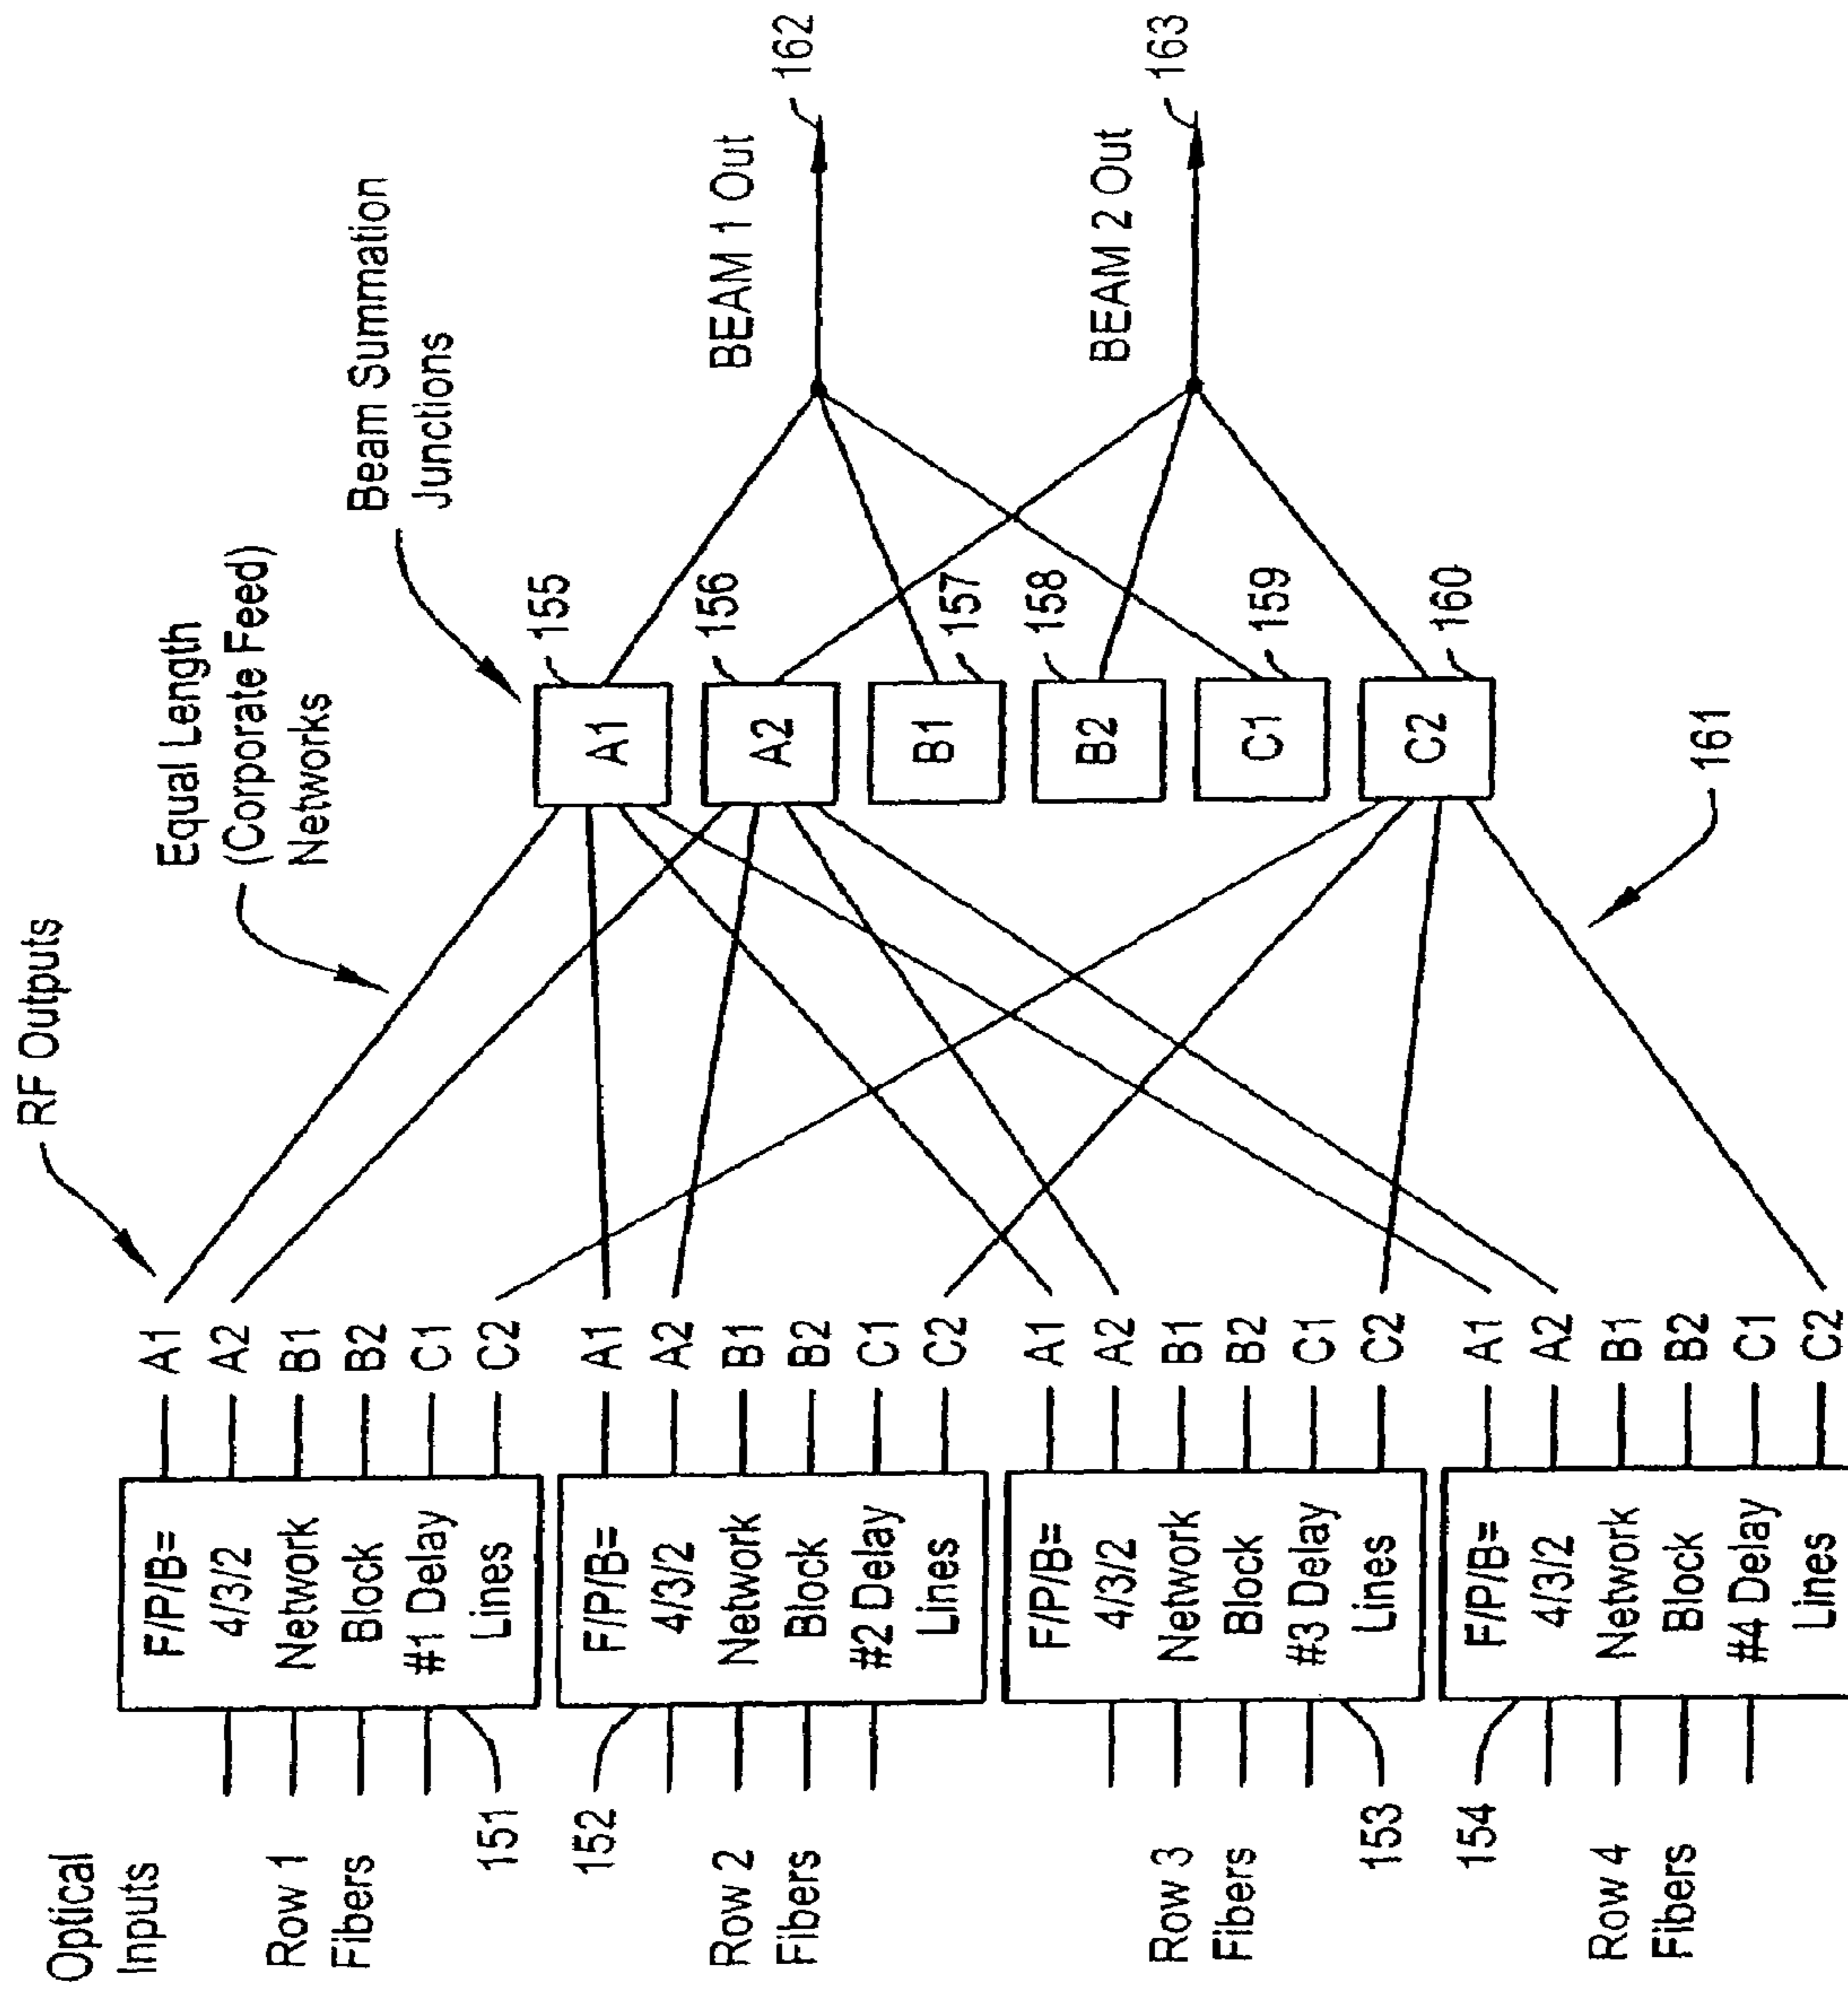 Optical
Inputs
RF Outputs
Equal Length
(Corporate Feed)
Networks
Beam Summation
Junctions
Row 1
Fibers
151
F/P/B=
4/3/2
Network
Block
#1 Delay
Lines
A1
A2
B1
B2
C1
C2
152
Row 2
Fibers
F/P/B=
4/3/2
Network
Block
#2 Delay
Lines
A1
A2
B1
B2
C1
C2
Row 3
Fibers
153
F/P/B=
4/3/2
Network
Block
#3 Delay
Lines
A1
A2
B1
B2
C1
C2
154
Row 4
Fibers
F/P/B=
4/3/2
Network
Block
#4 Delay
Lines
A1
A2
B1
B2
C1
C2
A1
155
A2
156
B1
157
B2
158
C1
159
C2
160
161
BEAM 1 Out
162
BEAM 2 Out
163